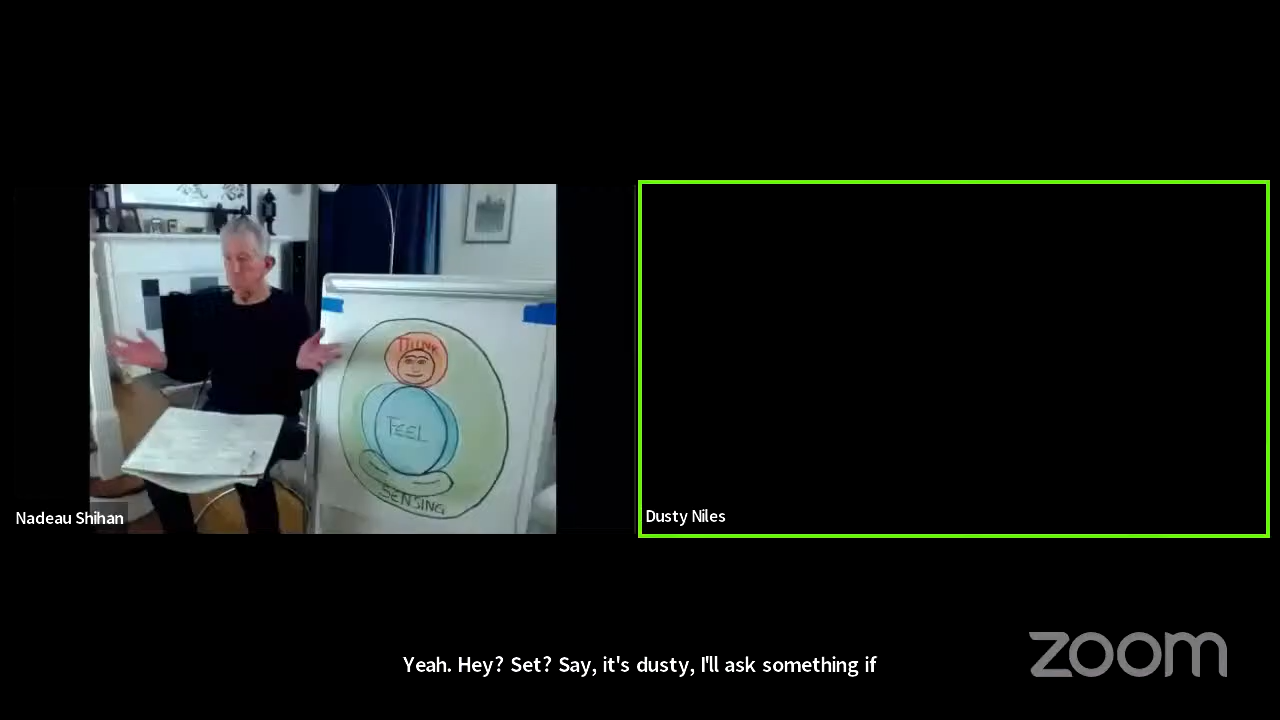 THINK
FEEL
SENSING
Nadeau Shihan
Dusty Niles
Yeah. Hey? Set? Say, it's dusty, I'll ask something if
zoom